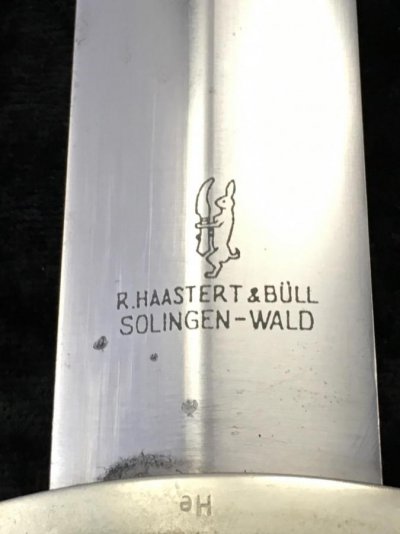 R.HAASTERT & BÜLL
SOLINGEN-WALD
He